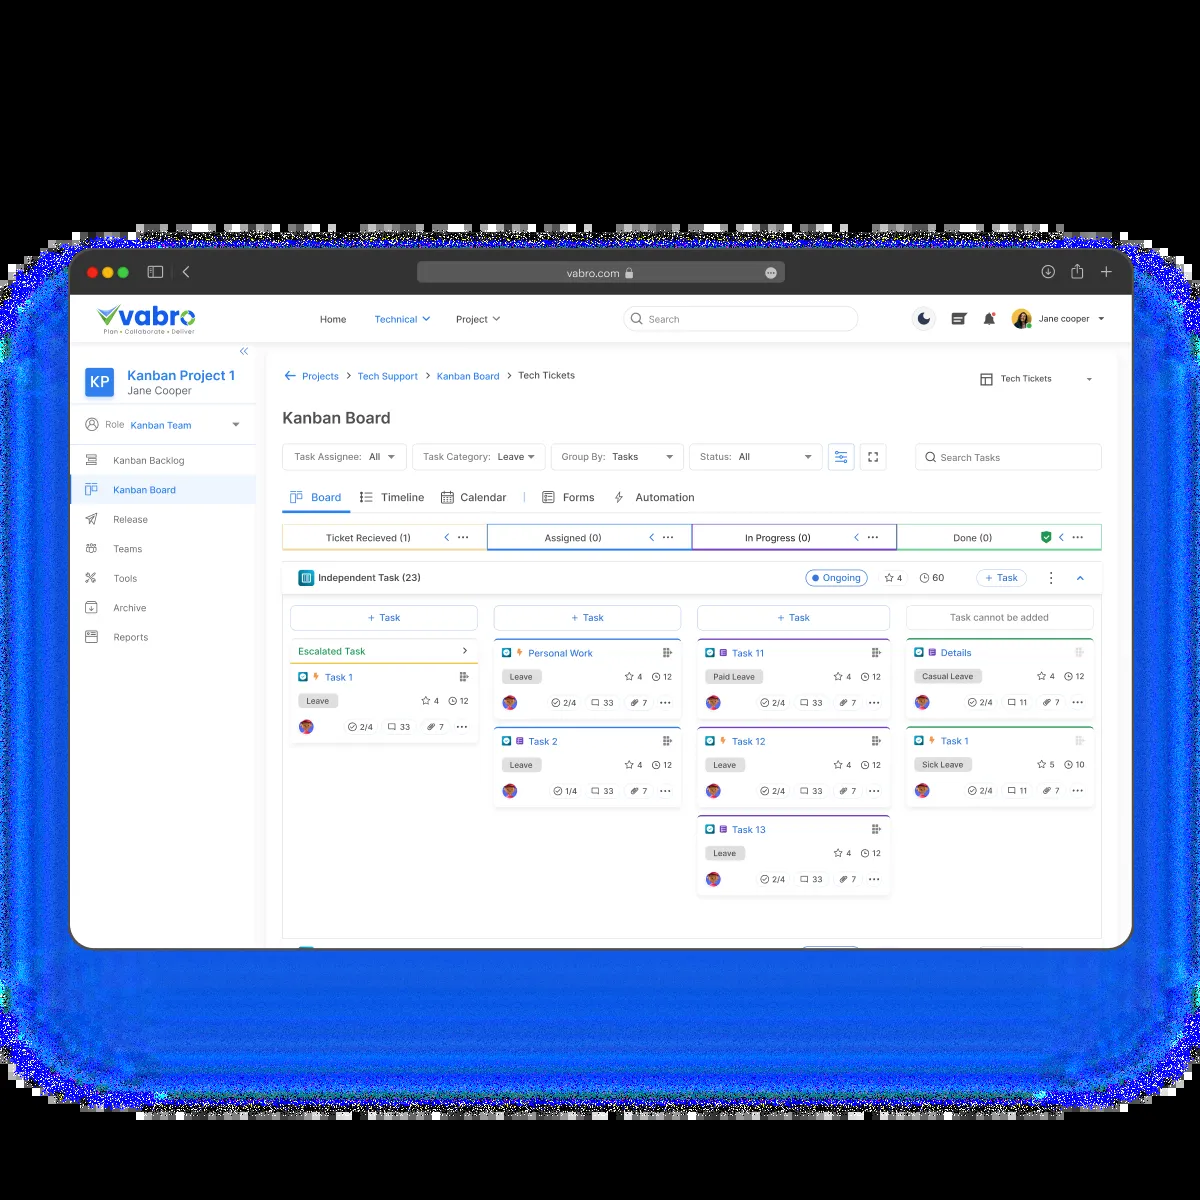 vabro.com
vabro
Plan • Collaborate • Deliver
Home Technical Project Search Jane cooper
KP Kanban Project 1
Jane Cooper
Role Kanban Team
Kanban Backlog
Kanban Board
Release
Teams
Tools
Archive
Reports
Projects > Tech Support > Kanban Board > Tech Tickets
Tech Tickets
Kanban Board
Task Assignee: All Task Category: Leave Group By: Tasks Status: All Search Tasks
Board Timeline Calendar | Forms Automation
Ticket Recieved (1) Assigned (0) In Progress (0) Done (0)
Independent Task (23) Ongoing 4 60 + Task
+ Task
Escalated Task
Task 1
Leave 4 12
2/4 33 7
+ Task
Personal Work
Leave 4 12
2/4 33 7
Task 2
Leave 4 12
1/4 33 7
+ Task
Task 11
Paid Leave 4 12
2/4 33 7
Task 12
Leave 4 12
2/4 33 7
Task 13
Leave 4 12
2/4 33 7
Task cannot be added
Details
Casual Leave 4 12
2/4 11 7
Task 1
Sick Leave 5 10
2/4 11 7